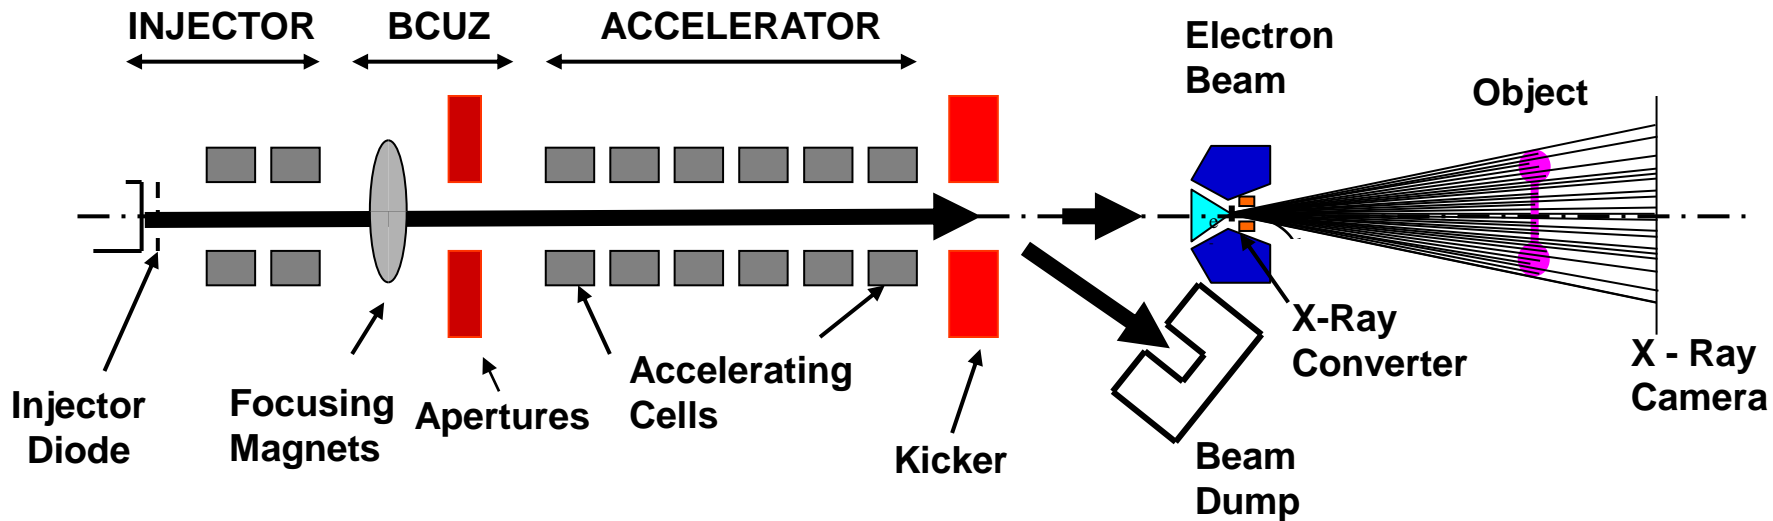 INJECTOR
BCUZ
ACCELERATOR
Electron
Beam
Object
e
Injector
Diode
Focusing
Magnets
Apertures
Accelerating
Cells
Kicker
Beam
Dump
X-Ray
Converter
X - Ray
Camera